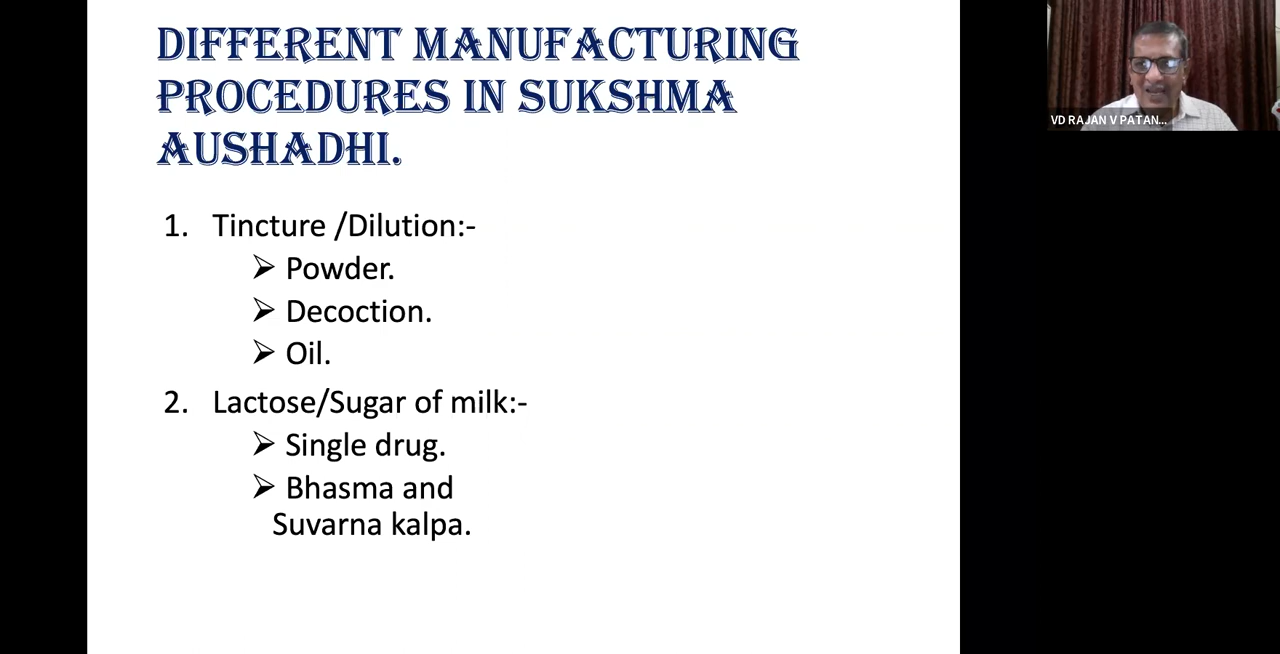 DIFFERENT MANUFACTURING
PROCEDURES IN SUKSHMA
AUSHADHI.
1. Tincture /Dilution:-
➢ Powder.
➢ Decoction.
➢ Oil.
2. Lactose/Sugar of milk:-
➢ Single drug.
➢ Bhasma and
Suvarna kalpa.
VD RAJAN V PATAN...